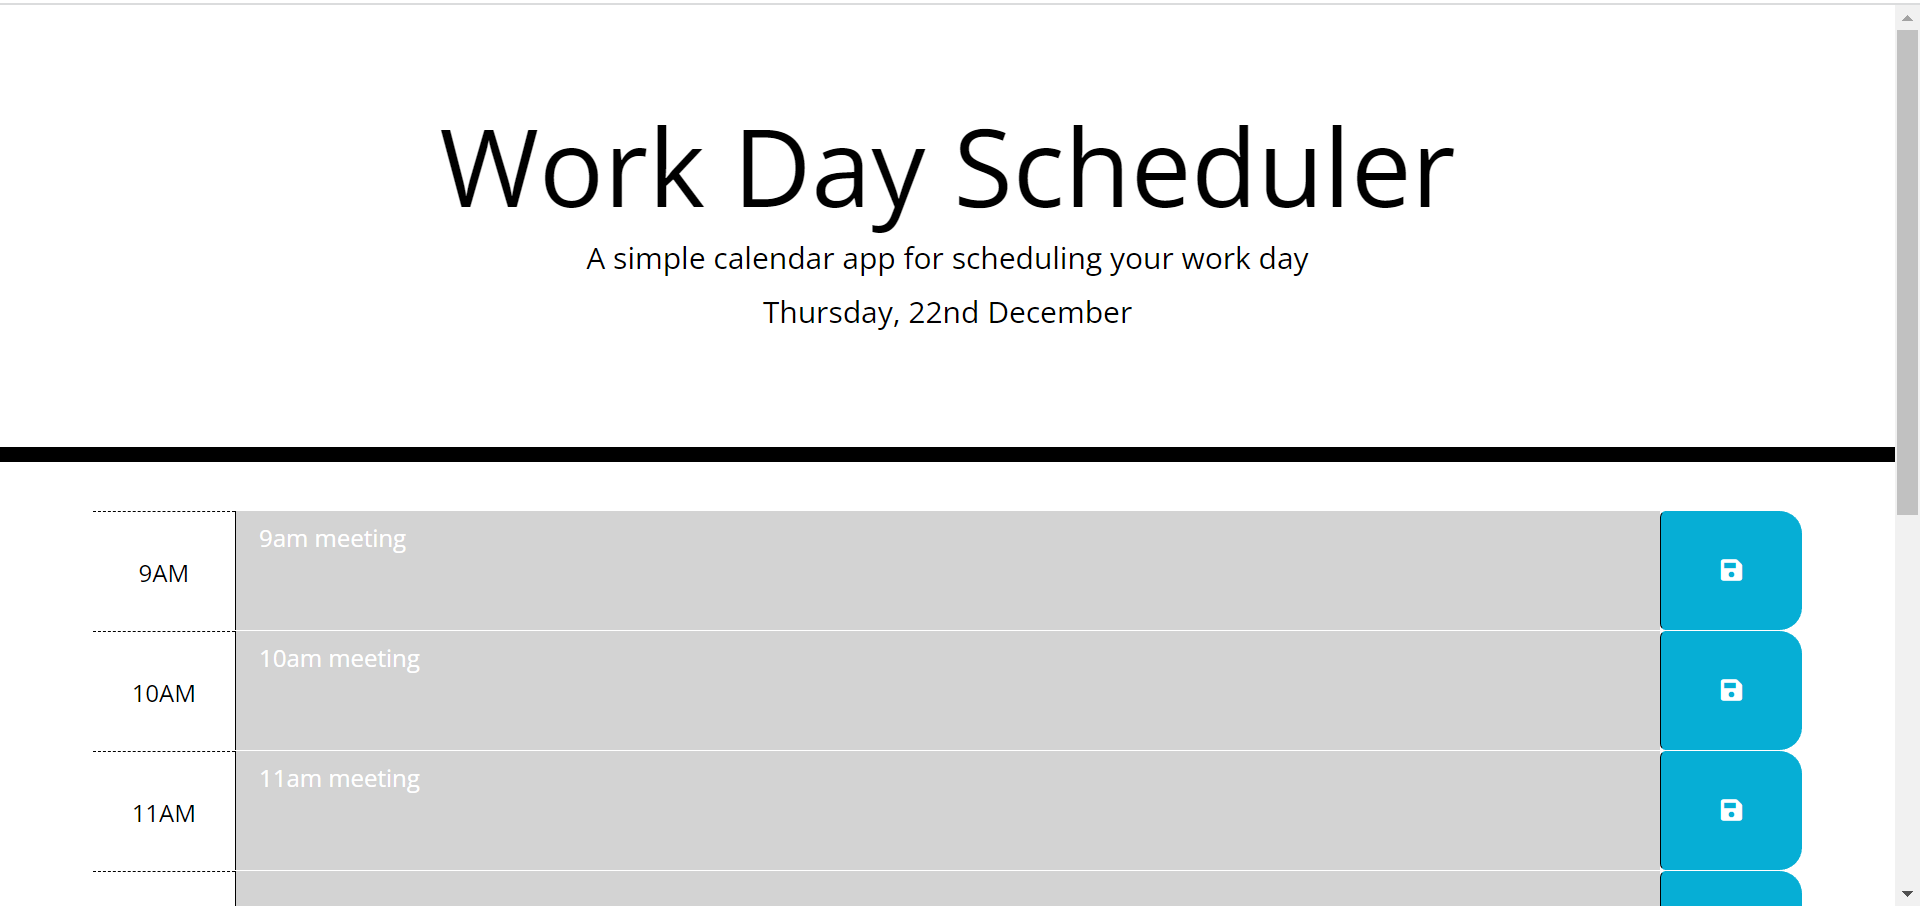 Work Day Scheduler
A simple calendar app for scheduling your work day
Thursday, 22nd December
9AM
9am meeting
10AM
10am meeting
11AM
11am meeting